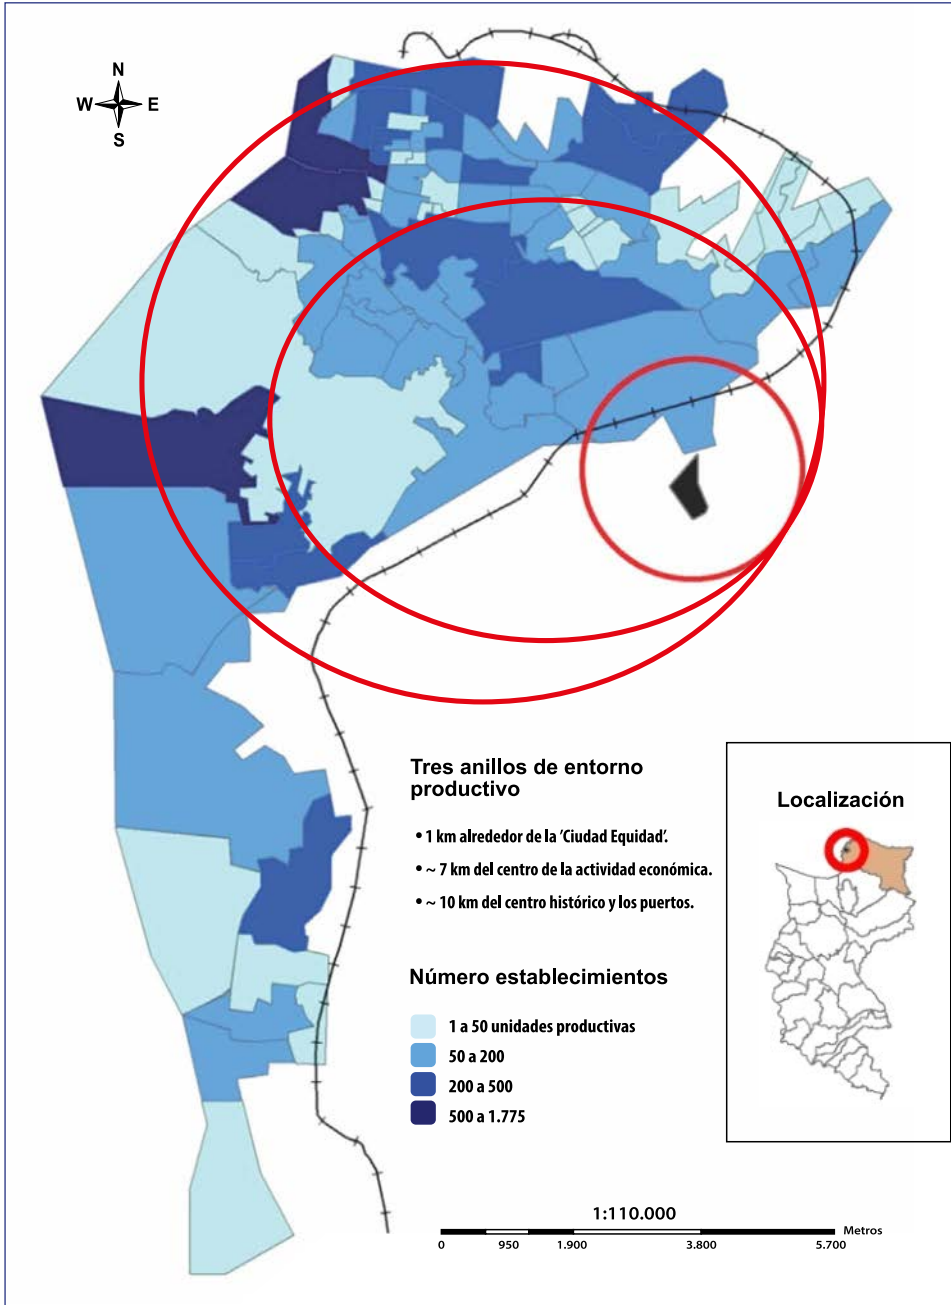 N
W E
S
Tres anillos de entorno
productivo
• 1 km alrededor de la 'Ciudad Equidad'.
• ~ 7 km del centro de la actividad económica.
• ~ 10 km del centro histórico y los puertos.
Número establecimientos
1 a 50 unidades productivas
50 a 200
200 a 500
500 a 1.775
Localización
1:110.000
Metros
0 950 1.900 3.800 5.700